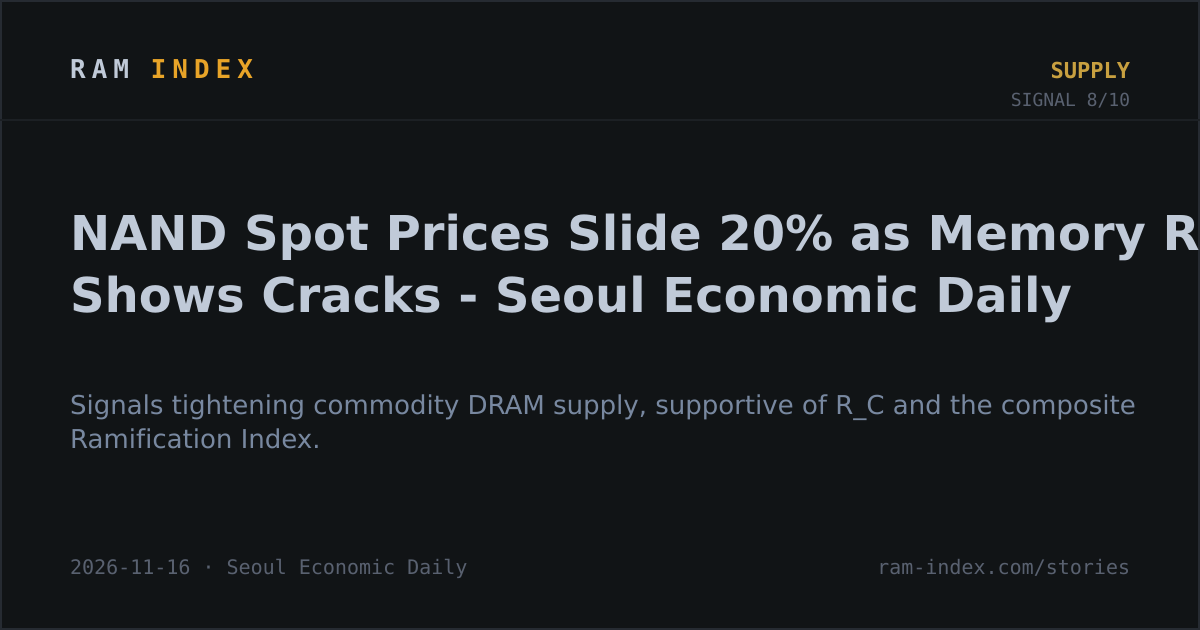 RAM INDEX
SUPPLY
SIGNAL 8/10
NAND Spot Prices Slide 20% as Memory
Shows Cracks - Seoul Economic Daily
Signals tightening commodity DRAM supply, supportive of R_C and the composite
Ramification Index.
2026-11-16 · Seoul Economic Daily
ram-index.com/stories